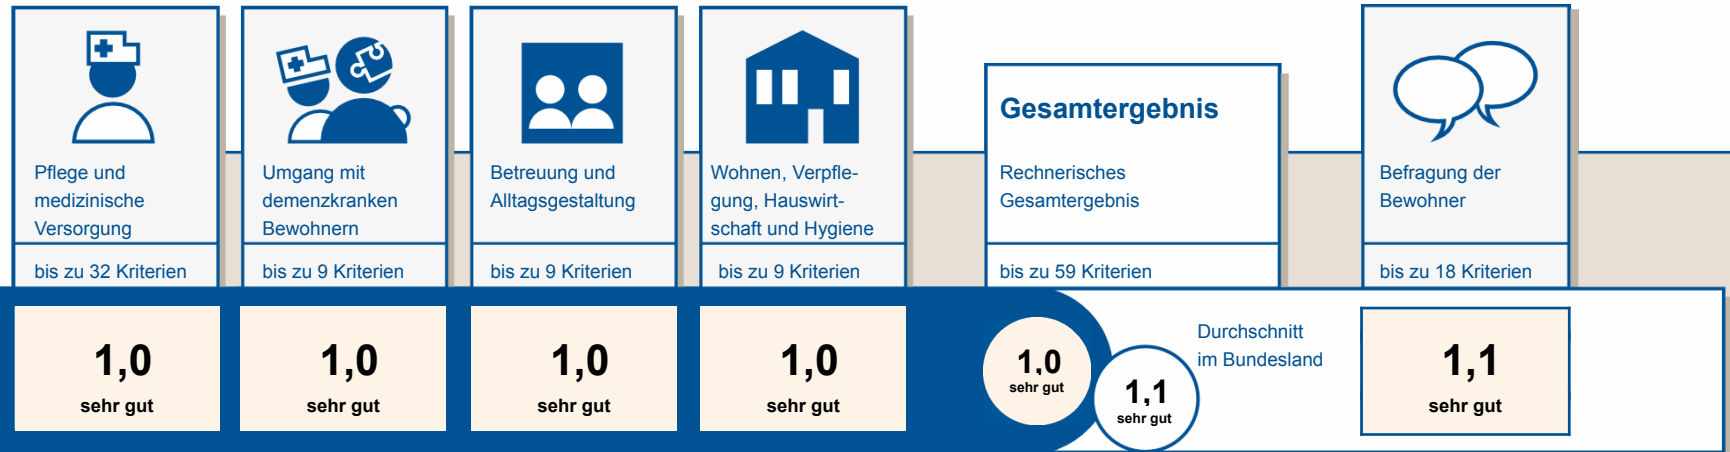 Pflege und
medizinische
Versorgung
bis zu 32 Kriterien
1,0
sehr gut
Umgang mit
demenzkranken
Bewohnern
bis zu 9 Kriterien
1,0
sehr gut
Betreuung und
Alltagsgestaltung
bis zu 9 Kriterien
1,0
sehr gut
Wohnen, Verpfle-
gung, Hauswirt-
schaft und Hygiene
bis zu 9 Kriterien
1,0
sehr gut
Gesamtergebnis
Rechnerisches
Gesamtergebnis
bis zu 59 Kriterien
1,0
sehr gut
1,1
sehr gut
Durchschnitt
im Bundesland
Befragung der
Bewohner
bis zu 18 Kriterien
1,1
sehr gut